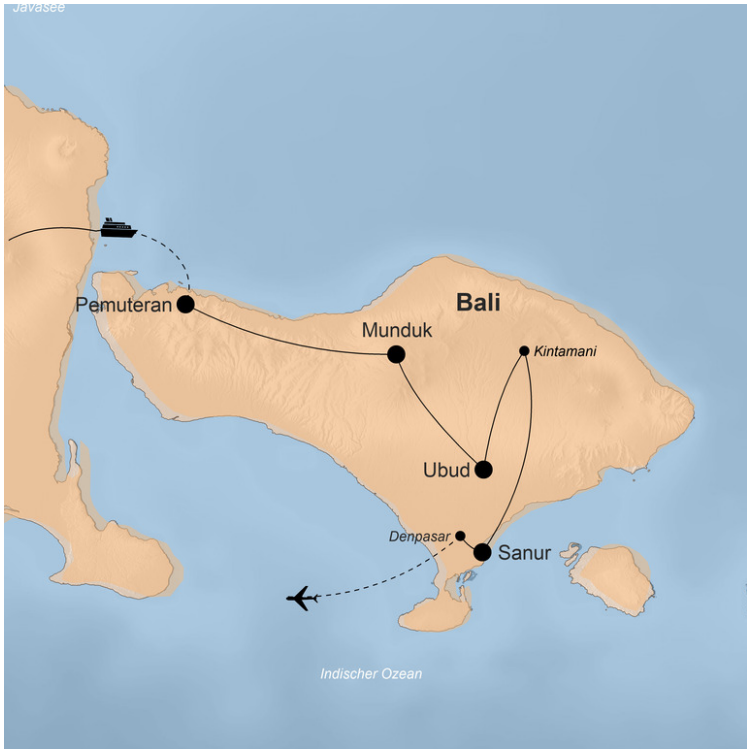 Javasee
Bali
Pemuteran
Munduk
Kintamani
Ubud
Denpasar
Sanur
Indischer Ozean